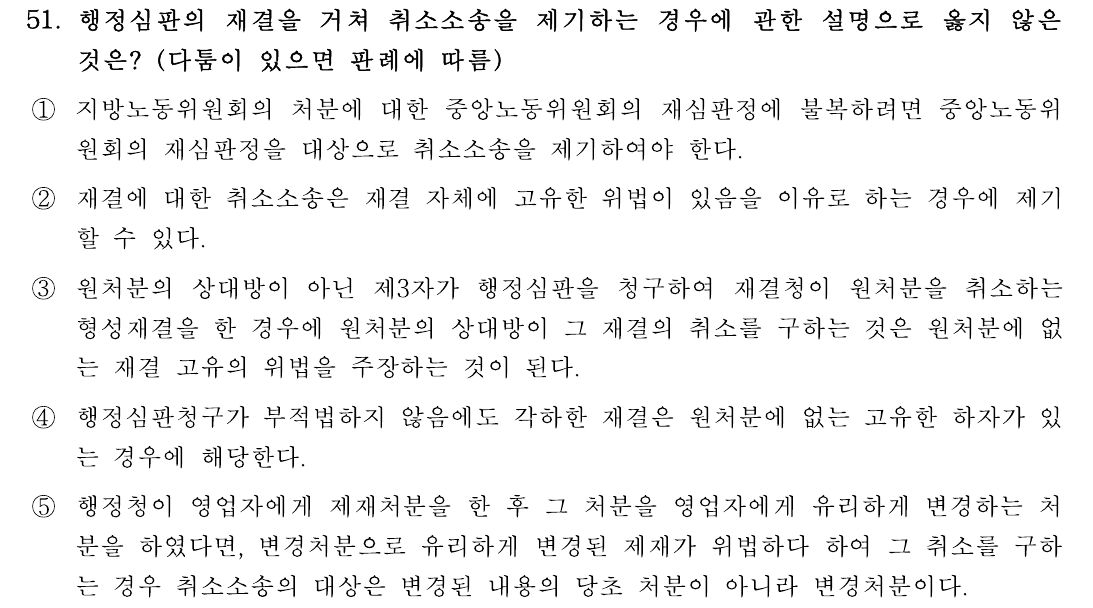 51. 행정심판의 재결을 거쳐 취소소송을 제기하는 경우에 관한 설명으로 옳지 않은
것은? (다툼이 있으면 판례에 따름)
① 지방노동위원회의 처분에 대한 중앙노동위원회의 재심판정에 불복하려면 중앙노동위
원회의 재심판정을 대상으로 취소소송을 제기하여야 한다.
② 재결에 대한 취소소송은 재결 자체에 고유한 위법이 있음을 이유로 하는 경우에 제기
할 수 있다.
③ 원처분의 상대방이 아닌 제3자가 행정심판을 청구하여 재결청이 원처분을 취소하는
형성재결을 한 경우에 원처분의 상대방이 그 재결의 취소를 구하는 것은 원처분에 없
는 재결 고유의 위법을 주장하는 것이 된다.
④ 행정심판청구가 부적법하지 않음에도 각하한 재결은 원처분에 없는 고유한 하자가 있
는 경우에 해당한다.
⑤ 행정청이 영업자에게 제재처분을 한 후 그 처분을 영업자에게 유리하게 변경하는 처
분을 하였다면, 변경처분으로 유리하게 변경된 제재가 위법하다 하여 그 취소를 구하
는 경우 취소소송의 대상은 변경된 내용의 당초 처분이 아니라 변경처분이다.